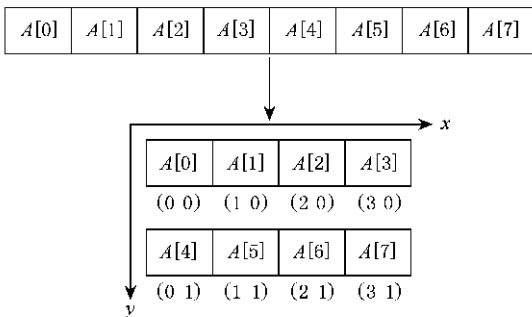 A[0] A[1] A[2] A[3] A[4] A[5] A[6] A[7]
x
A[0] A[1] A[2] A[3]
(0 0) (1 0) (2 0) (3 0)
A[4] A[5] A[6] A[7]
(0 1) (1 1) (2 1) (3 1)
y